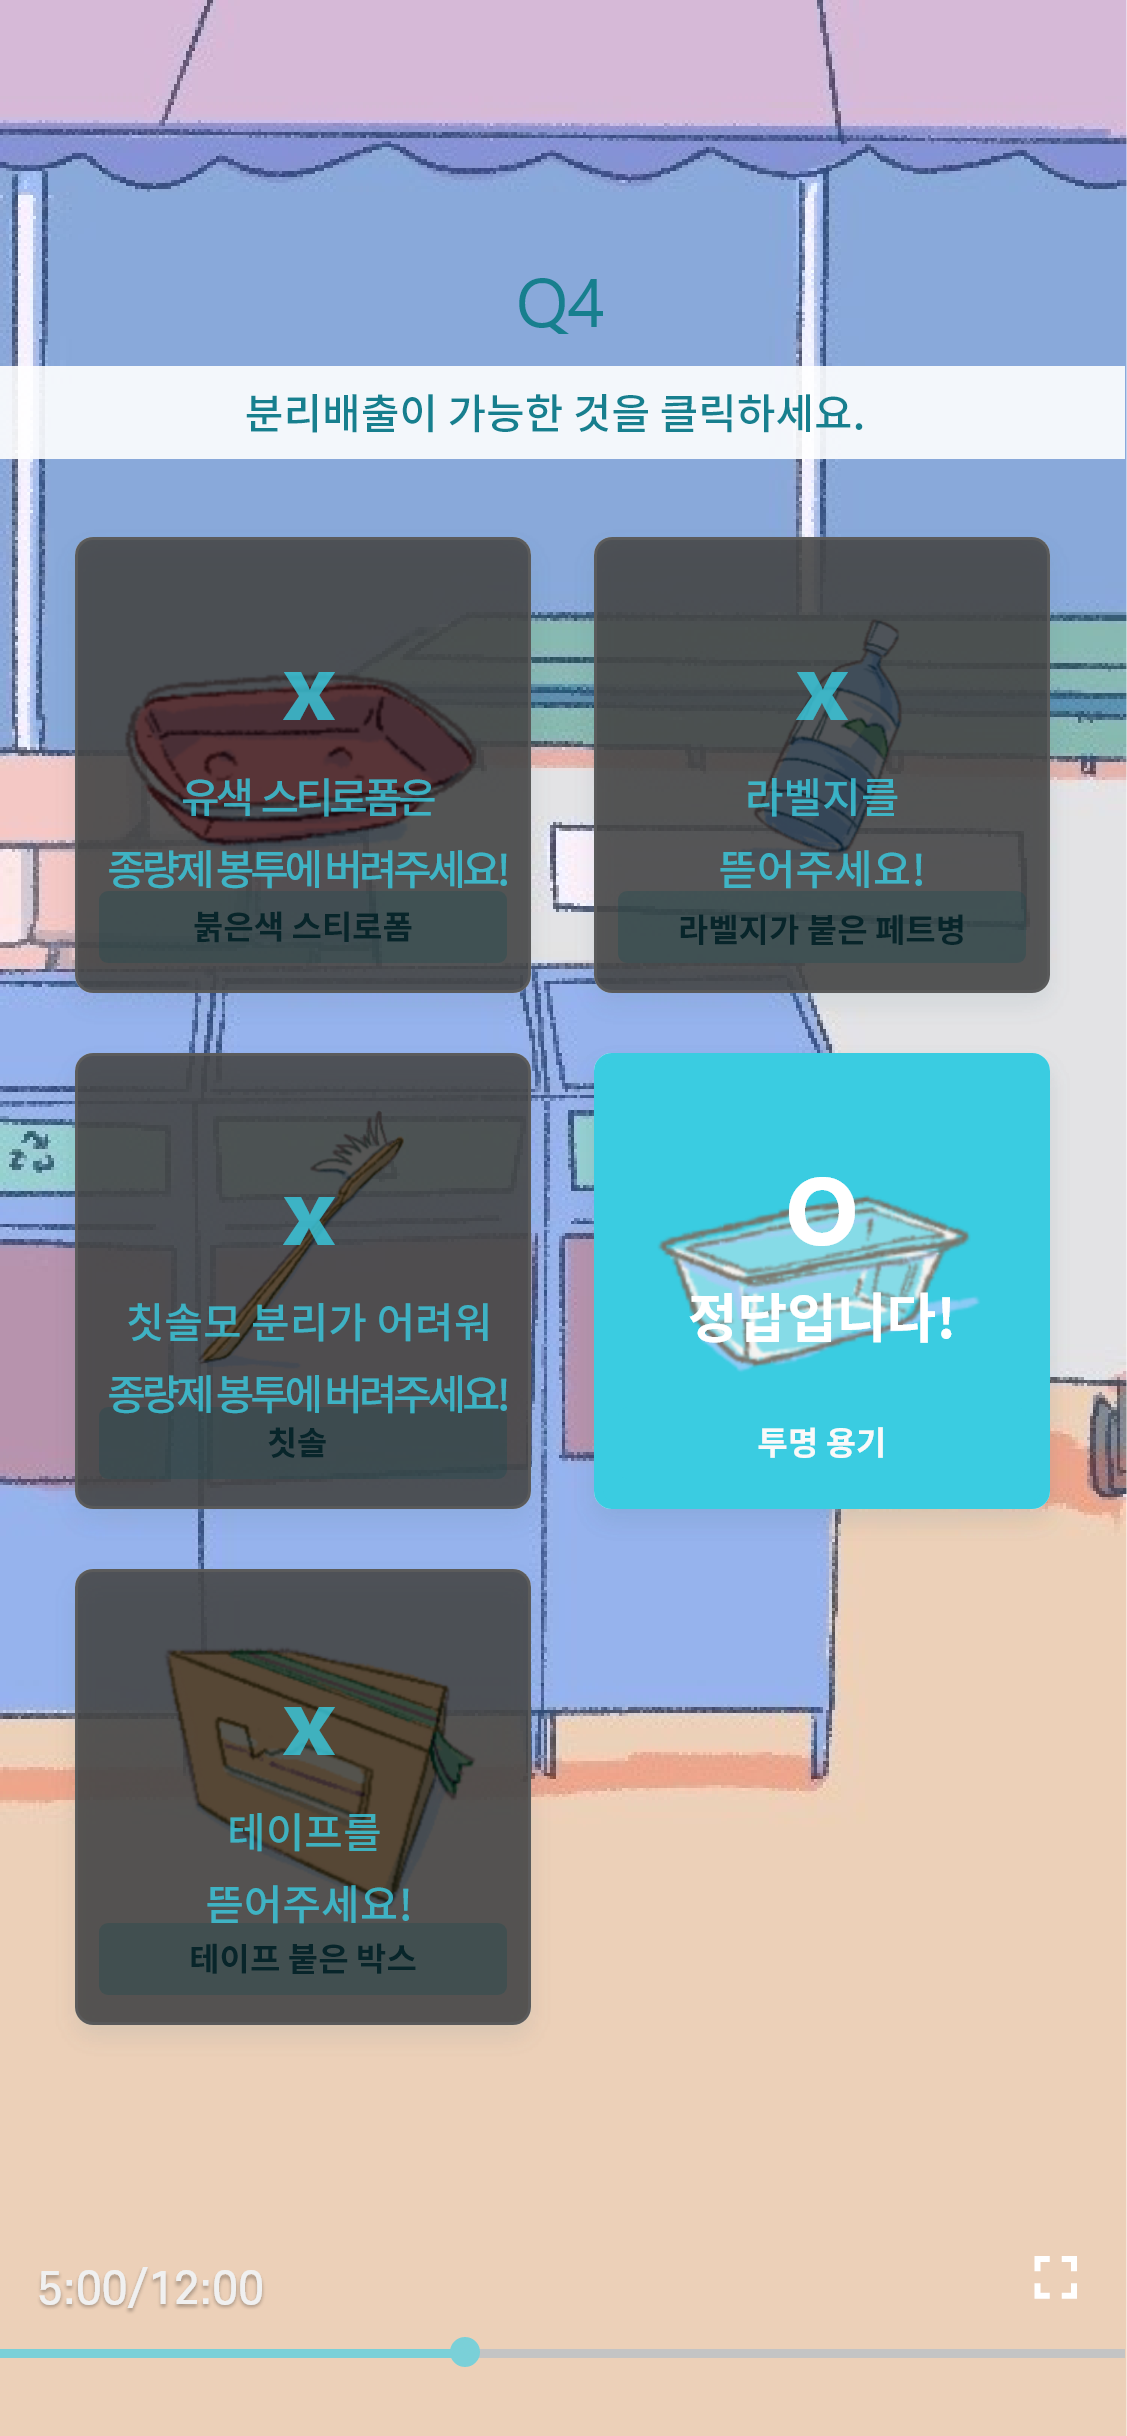 Q4
분리배출이 가능한 것을 클릭하세요.
X
유색 스티로폼은
종량제 봉투에 버려주세요!
붉은색 스티로폼
X
라벨지를
뜯어주세요!
라벨지가 붙은 페트병
X
칫솔모 분리가 어려워
종량제 봉투에 버려주세요!
칫솔
O
정답입니다!
투명 용기
X
테이프를
뜯어주세요!
테이프 붙은 박스
5:00/12:00